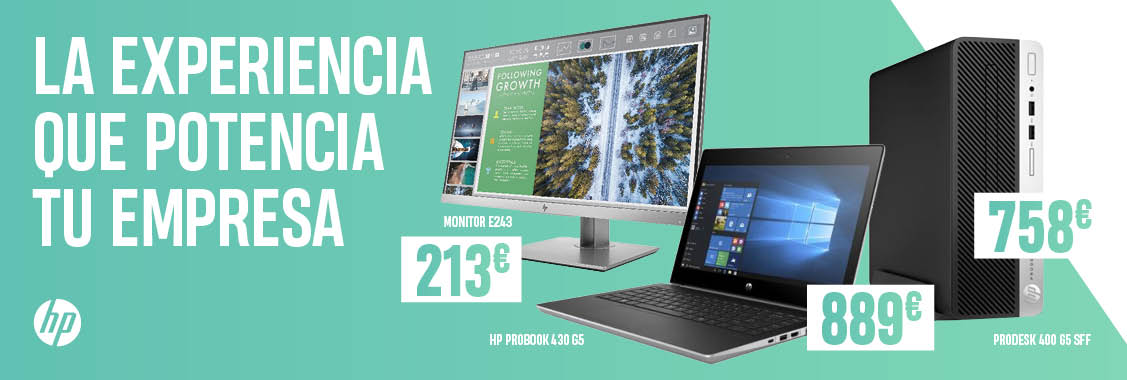 LA EXPERIENCIA
QUE POTENCIA
TU EMPRESA
hp
FOLLOWING
GROWTH
MONITOR E243
213€
HP PROBOOK 430 G5
889€
758€
PRODESK 400 G5 SFF